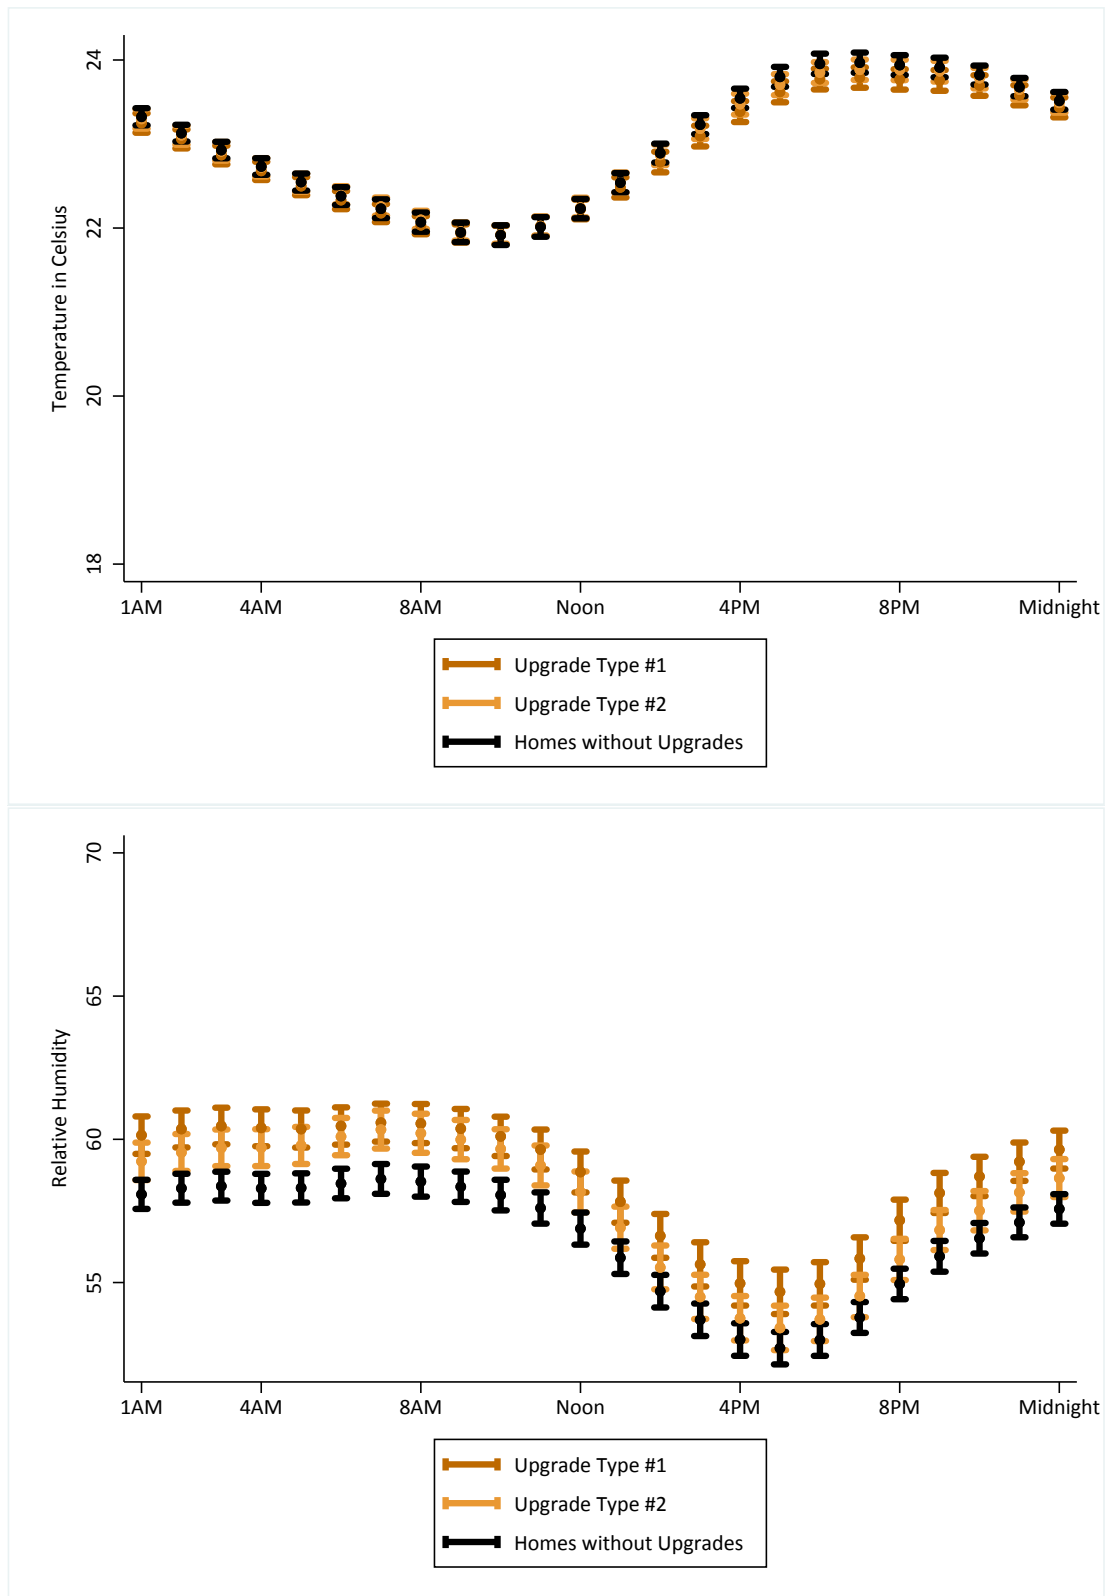 Temperature in Celsius
24
22
20
18
1AM 4AM 8AM Noon 4PM 8PM Midnight
Upgrade Type #1
Upgrade Type #2
Homes without Upgrades
Relative Humidity
70
65
60
55
1AM 4AM 8AM Noon 4PM 8PM Midnight
Upgrade Type #1
Upgrade Type #2
Homes without Upgrades